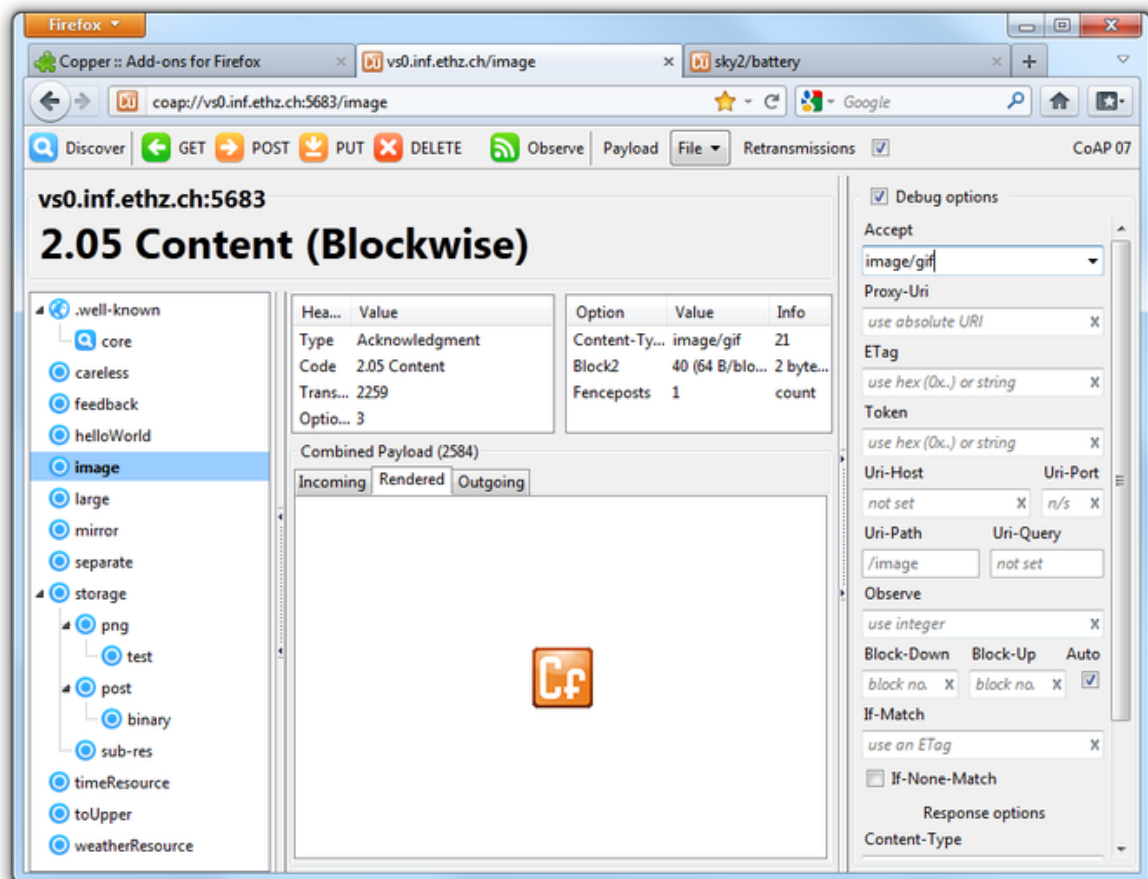 Firefox
Copper :: Add-ons for Firefox
vs0.inf.ethz.ch/image
sky2/battery
coap://vs0.inf.ethz.ch:5683/image
Google
Discover GET POST PUT DELETE Observe Payload File Retransmissions CoAP 07
vs0.inf.ethz.ch:5683
2.05 Content (Blockwise)
.well-known
core
careless
feedback
helloWorld
image
large
mirror
separate
storage
png
test
post
binary
sub-res
timeResource
toUpper
weatherResource
Hea... Value
Type Acknowledgment
Code 2.05 Content
Trans... 2259
Optio... 3
Option Value Info
Content-Ty... image/gif 21
Block2 40 (64 B/blo... 2 byte...
Fenceposts 1 count
Combined Payload (2584)
Incoming Rendered Outgoing
Cf
Debug options
Accept
image/gif
Proxy-Uri
use absolute URI x
ETag
use hex (0x..) or string x
Token
use hex (0x..) or string x
Uri-Host Uri-Port
not set x n/s x
Uri-Path Uri-Query
/image not set
Observe
use integer x
Block-Down Block-Up Auto
block no. x block no. x
If-Match
use an ETag x
If-None-Match
Response options
Content-Type